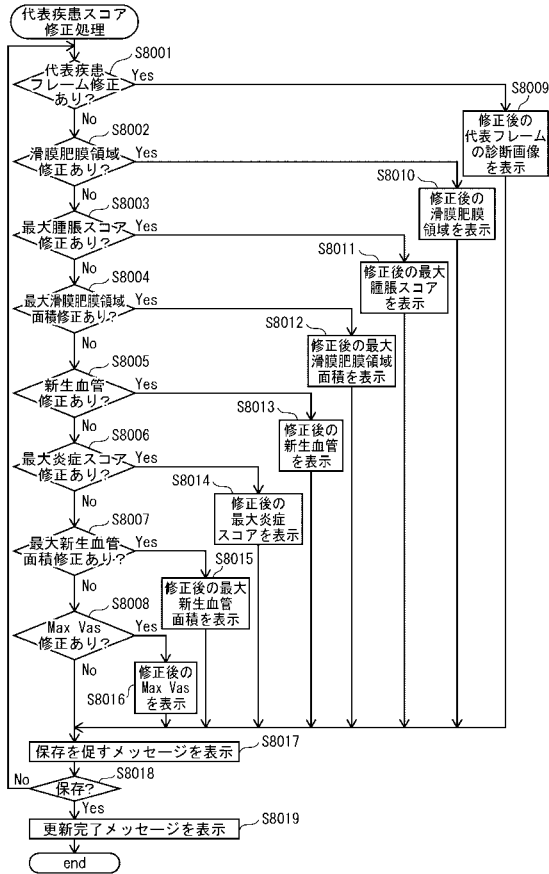 代表疾患スコア
修正処理
S8001
代表疾患
フレーム修正
あり?
Yes
No
S8009
修正後の
代表フレーム
の診断画像
を表示
S8002
滑膜肥膜領域
修正あり?
Yes
No
S8010
修正後の
滑膜肥膜
領域を表示
S8003
最大腫脹スコア
修正あり?
Yes
No
S8011
修正後の最大
腫脹スコア
を表示
S8004
最大滑膜肥膜領域
面積修正あり?
Yes
No
S8012
修正後の最大
滑膜肥膜領域
面積を表示
S8005
新生血管
修正あり?
Yes
No
S8013
修正後の
新生血管
を表示
S8006
最大炎症スコア
修正あり?
Yes
No
S8014
修正後の
最大炎症
スコアを表示
S8007
最大新生血管
面積修正あり?
Yes
No
S8015
修正後の最大
新生血管
面積を表示
S8008
Max Vas
修正あり?
Yes
No
S8016
修正後の
Max Vas
を表示
保存を促すメッセージを表示
S8017
S8018
保存?
No
Yes
更新完了メッセージを表示
S8019
end